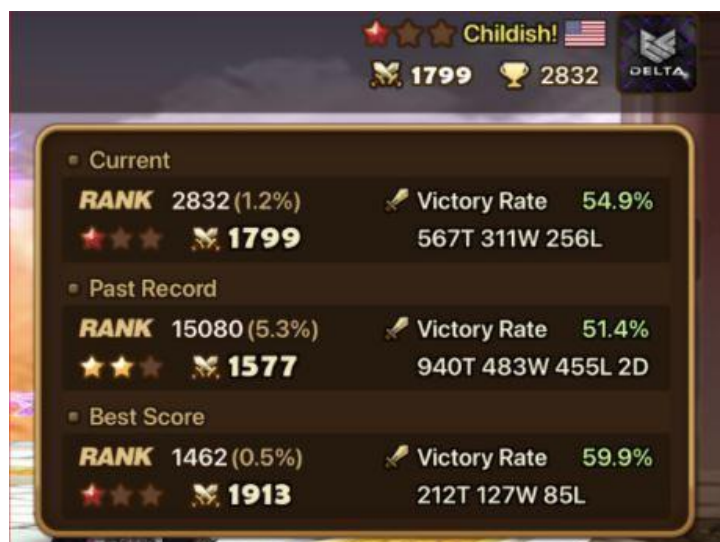 Childish!
1799 2832
DELTA
Current
RANK 2832 (1.2%) Victory Rate 54.9%
1799 567T 311W 256L
Past Record
RANK 15080 (5.3%) Victory Rate 51.4%
1577 940T 483W 455L 2D
Best Score
RANK 1462 (0.5%) Victory Rate 59.9%
1913 212T 127W 85L